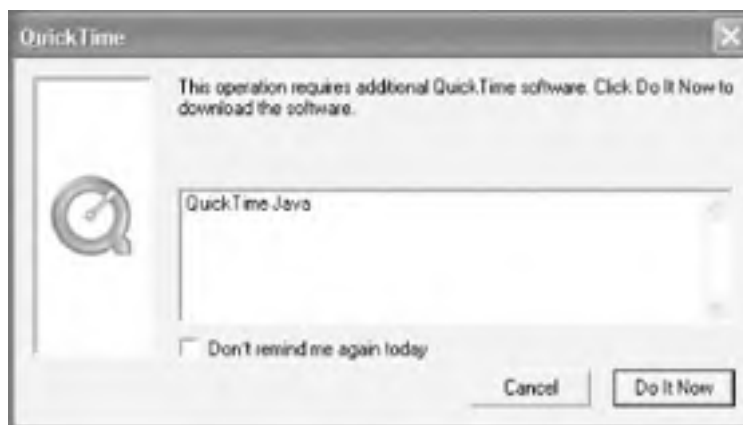 QuickTime
This operation requires additional QuickTime software. Click Do It Now to
download the software.
QuickTime Java
Don't remind me again today
Cancel
Do It Now